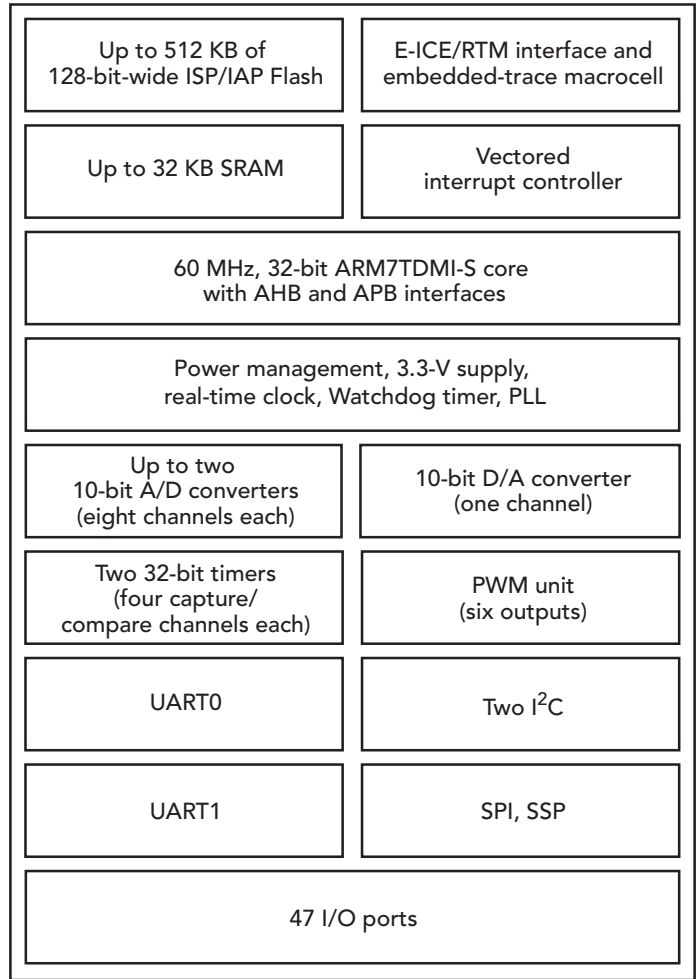 Up to 512 KB of
128-bit-wide ISP/IAP Flash
E-ICE/RTM interface and
embedded-trace macrocell
Up to 32 KB SRAM
Vectored
interrupt controller
60 MHz, 32-bit ARM7TDMI-S core
with AHB and APB interfaces
Power management, 3.3-V supply,
real-time clock, Watchdog timer, PLL
Up to two
10-bit A/D converters
(eight channels each)
10-bit D/A converter
(one channel)
Two 32-bit timers
(four capture/
compare channels each)
PWM unit
(six outputs)
UART0
Two I²C
UART1
SPI, SSP
47 I/O ports